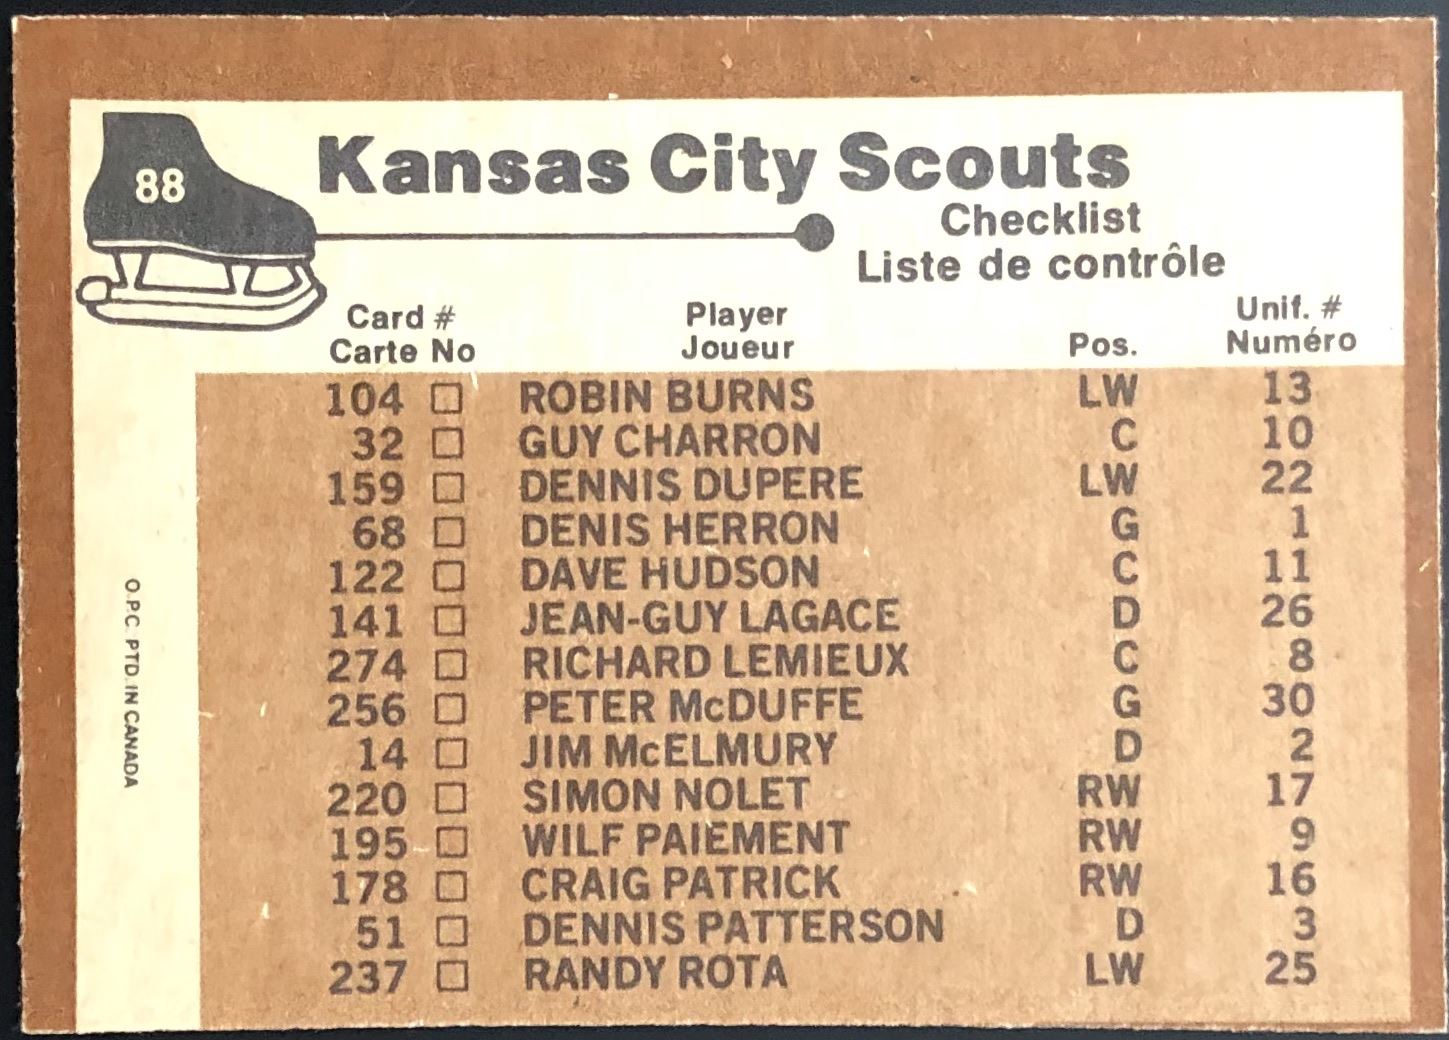 88
Kansas City Scouts
Checklist
Liste de contrôle
Card # Player Unif. #
Carte No Joueur Pos. Numéro
104 ROBIN BURNS LW 13
32 GUY CHARRON C 10
159 DENNIS DUPERE LW 22
68 DENIS HERRON G 1
122 DAVE HUDSON C 11
141 JEAN-GUY LAGACE D 26
274 RICHARD LEMIEUX C 8
256 PETER McDUFFE G 30
14 JIM McELMURY D 2
220 SIMON NOLET RW 17
195 WILF PAIEMENT RW 9
178 CRAIG PATRICK RW 16
51 DENNIS PATTERSON D 3
237 RANDY ROTA LW 25
O.P.C. PTD. IN CANADA